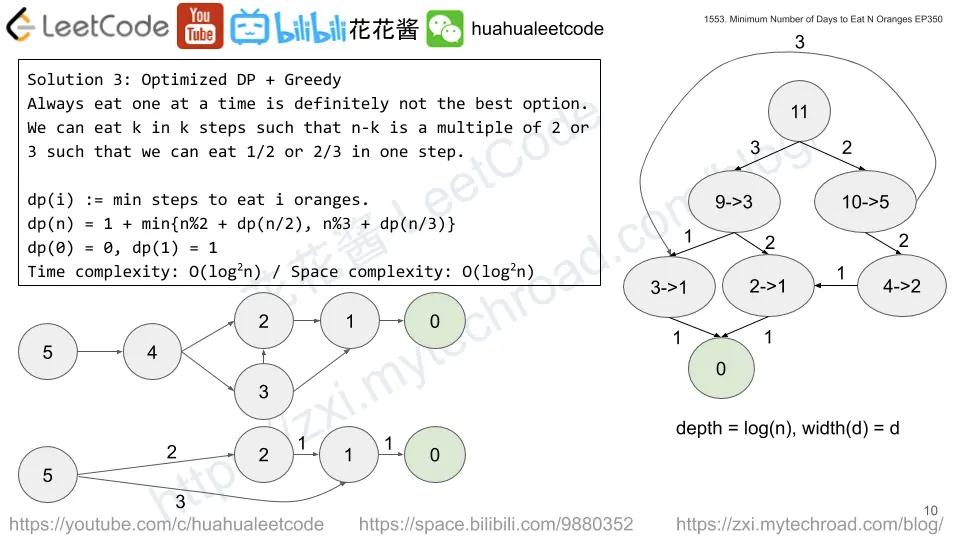 LeetCode You Tube bilibili 花花酱 huahualeetcode
1553. Minimum Number of Days to Eat N Oranges EP350
Solution 3: Optimized DP + Greedy
Always eat one at a time is definitely not the best option.
We can eat k in k steps such that n-k is a multiple of 2 or
3 such that we can eat 1/2 or 2/3 in one step.
dp(i) := min steps to eat i oranges.
dp(n) = 1 + min{n%2 + dp(n/2), n%3 + dp(n/3)}
dp(0) = 0, dp(1) = 1
Time complexity: O(log²n) / Space complexity: O(log²n)
3
11
3 2
9->3 10->5
1 2 2
3->1 2->1 1 4->2
1 1
0
depth = log(n), width(d) = d
5 4 2 1 0
3
5 2 2 1 1 1 0
3
花花酱 LeetCode
https://zxi.mytechroad.com/blog/
10
https://youtube.com/c/huahualeetcode https://space.bilibili.com/9880352 https://zxi.mytechroad.com/blog/